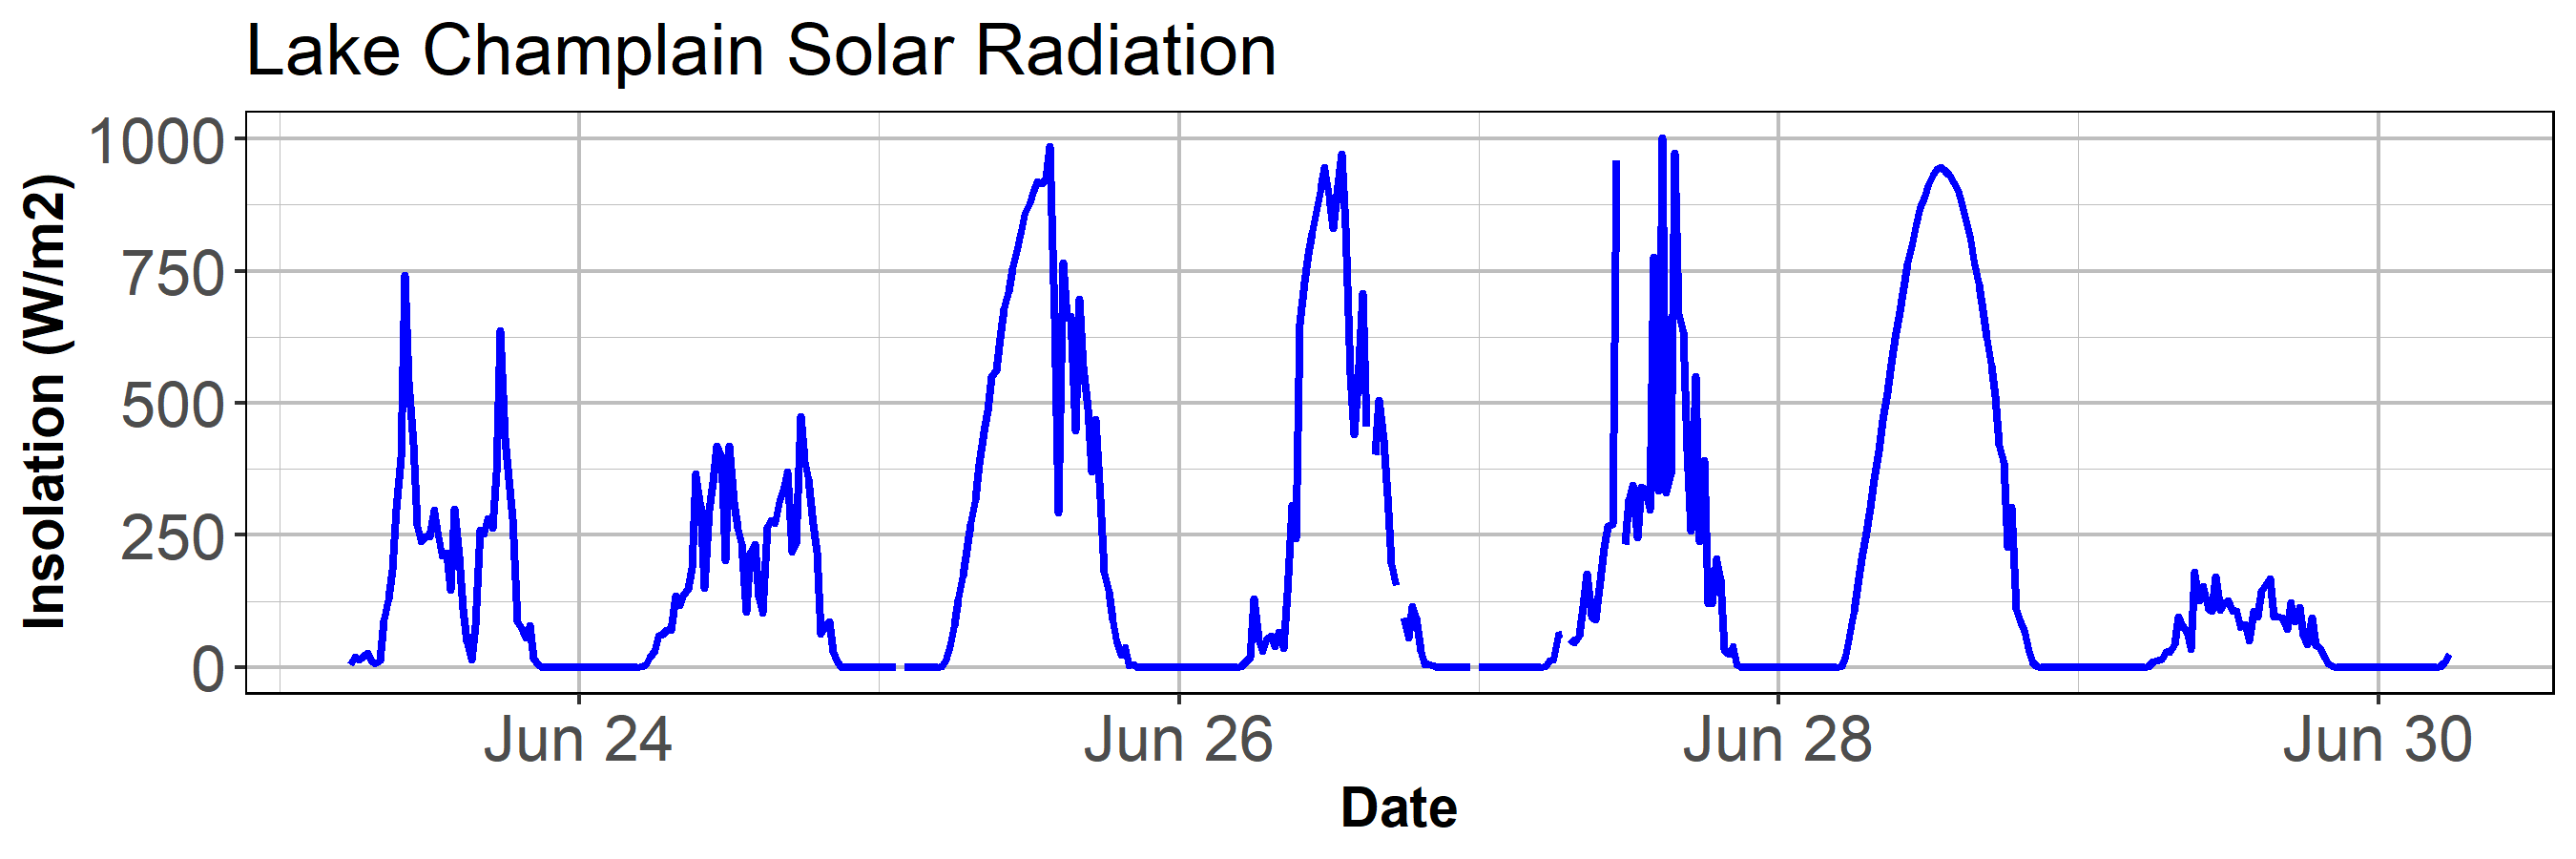 Lake Champlain Solar Radiation
Insolation (W/m2)
1000
750
500
250
0
Jun 24
Jun 26
Jun 28
Jun 30
Date